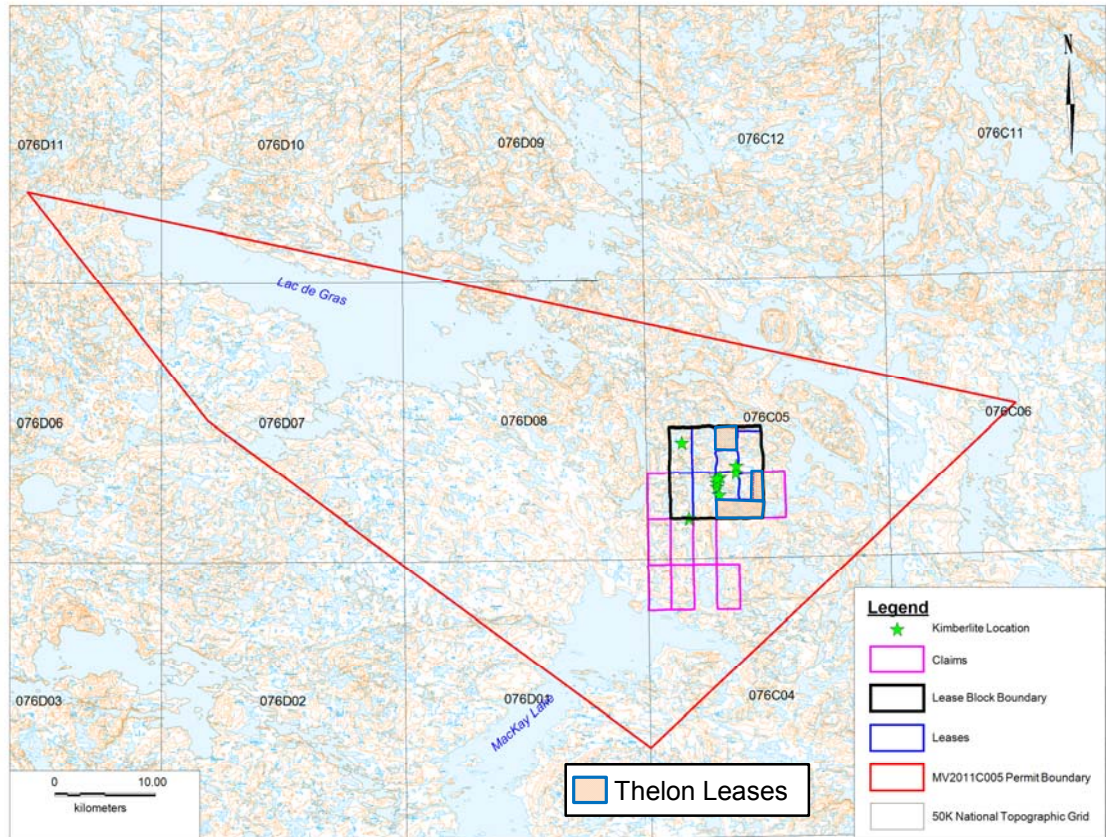 N
076D11
076D10
076D09
076C12
076C11
Lac de Gras
076D06
076D07
076D08
076C05
076C06
076D03
076D02
076D01
076C04
MacKay Lake
0 10.00
kilometers
Thelon Leases
Legend
Kimberlite Location
Claims
Lease Block Boundary
Leases
MV2011C005 Permit Boundary
50K National Topographic Grid